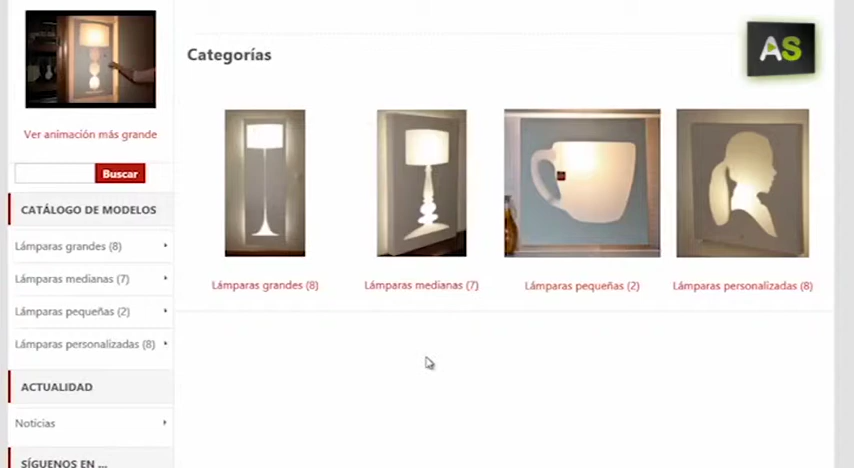 Categorías
AS
Ver animación más grande
Buscar
CATÁLOGO DE MODELOS
Lámparas grandes (8)
Lámparas medianas (7)
Lámparas pequeñas (2)
Lámparas personalizadas (8)
ACTUALIDAD
Noticias
SÍGUENOS EN ...
Lámparas grandes (8)
Lámparas medianas (7)
Lámparas pequeñas (2)
Lámparas personalizadas (8)